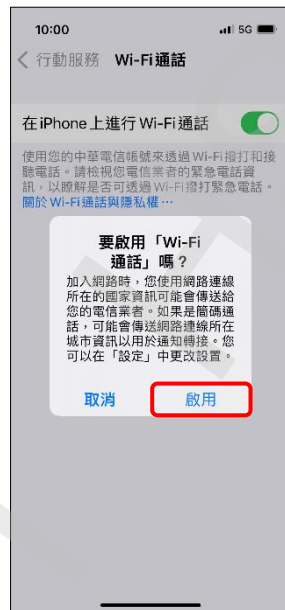 10:00
5G
行動服務 Wi-Fi通話
在iPhone上進行Wi-Fi通話
使用您的中華電信帳號來透過Wi-Fi撥打和接
聽電話。請檢視您電信業者的緊急電話資
訊，以瞭解是否可透過Wi-Fi撥打緊急電話。
關於Wi-Fi通話與隱私權…
要啟用「Wi-Fi
通話」嗎？
加入網路時，您使用網路連線
所在的國家資訊可能會傳送給
您的電信業者。如果是簡碼通
話，可能會傳送網路連線所在
城市資訊以用於通知轉接。您
可以在「設定」中更改設置。
取消 啟用